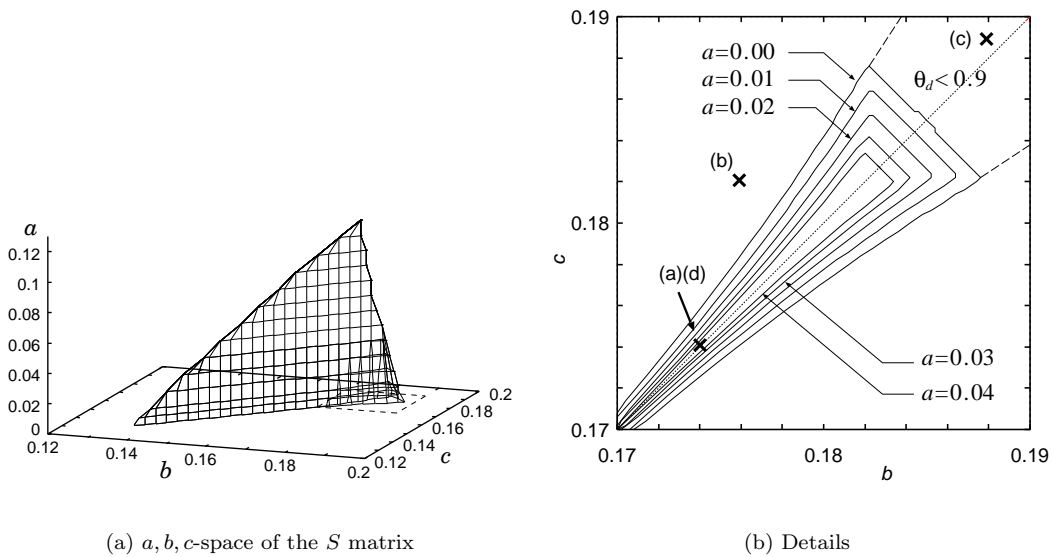 a
0.12
0.1
0.08
0.06
0.04
0.02
0
0.12
0.14
0.16
0.18
0.2
b
0.12
0.14
0.16
0.18
0.2
c
(a) a, b, c-space of the S matrix
0.19
0.18
0.17
c
0.17
0.18
0.19
b
a=0.00
a=0.01
a=0.02
(c)
θd<0.9
(b)
(a)(d)
a=0.03
a=0.04
(b) Details